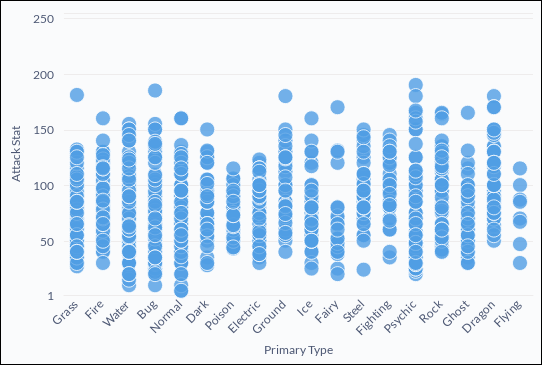 250
200
150
100
50
1
Attack Stat
Grass
Fire
Water
Bug
Normal
Dark
Poison
Electric
Ground
Ice
Fairy
Steel
Fighting
Psychic
Rock
Ghost
Dragon
Flying
Primary Type